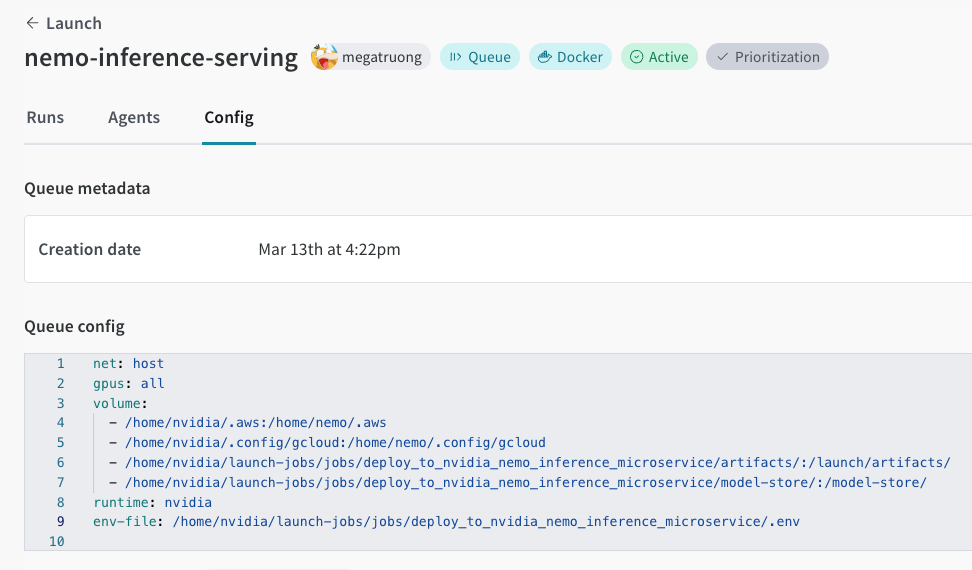 ← Launch
nemo-inference-serving megatruong Queue Docker Active Prioritization
Runs Agents Config
Queue metadata
Creation date Mar 13th at 4:22pm
Queue config
1 net: host
2 gpus: all
3 volume:
4 - /home/nvidia/.aws:/home/nemo/.aws
5 - /home/nvidia/.config/gcloud:/home/nemo/.config/gcloud
6 - /home/nvidia/launch-jobs/jobs/deploy_to_nvidia_nemo_inference_microservice/artifacts/:/launch/artifacts/
7 - /home/nvidia/launch-jobs/jobs/deploy_to_nvidia_nemo_inference_microservice/model-store/:/model-store/
8 runtime: nvidia
9 env-file: /home/nvidia/launch-jobs/jobs/deploy_to_nvidia_nemo_inference_microservice/.env
10